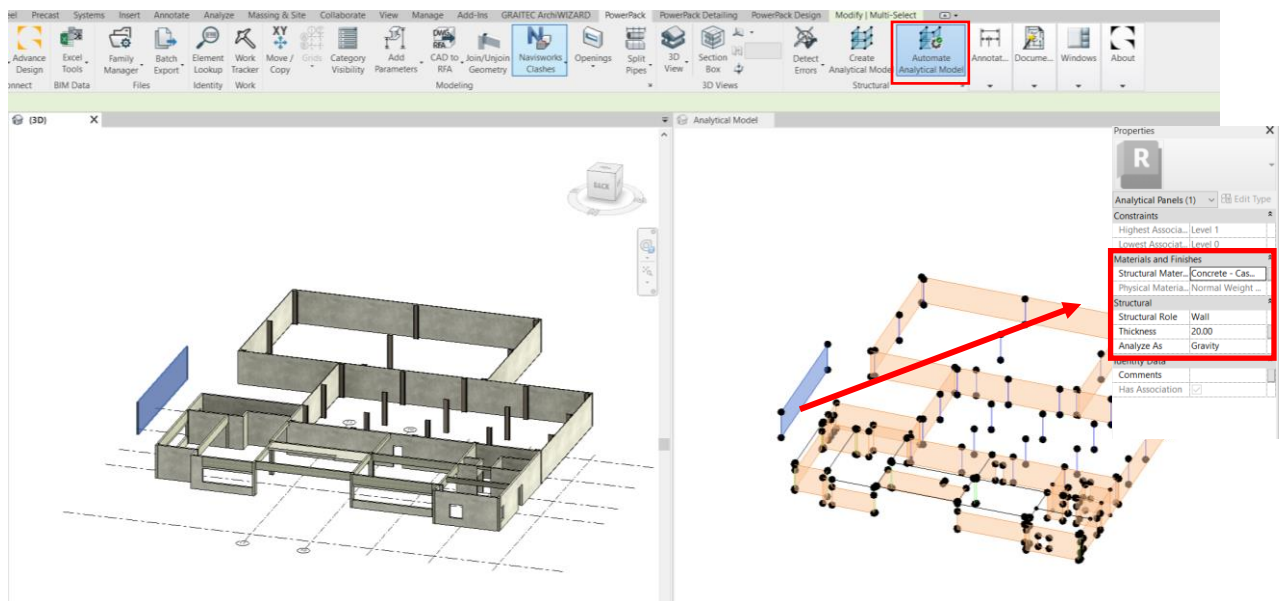 eel Precast Systems Insert Annotate Analyze Massing & Site Collaborate View Manage Add-Ins GRAITEC ArchiWIZARD PowerPack PowerPack Detailing PowerPack Design Modify | Multi-Select
Advance Design
Excel Tools
Family Manager
Batch Export
Element Lookup
Work Tracker
XY
Move / Copy
Grids
Category Visibility
Add Parameters
DWG RFA
CAD to RFA
Join/Unjoin Geometry
Navisworks Clashes
Openings
Split Pipes
3D View
Section Box
Detect Errors
Create Analytical Mode
Automate Analytical Model
Annotat...
Docume...
Windows
About
onnect BIM Data Files Identity Work Modeling 3D Views Structural
{3D} X
Analytical Model
BACK
Properties X
R
Analytical Panels (1) Edit Type
Constraints
Highest Associa... Level 1
Lowest Associat... Level 0
Materials and Finishes
Structural Mater... Concrete - Cas...
Physical Materia... Normal Weight ...
Structural
Structural Role Wall
Thickness 20.00
Analyze As Gravity
Identity Data
Comments
Has Association